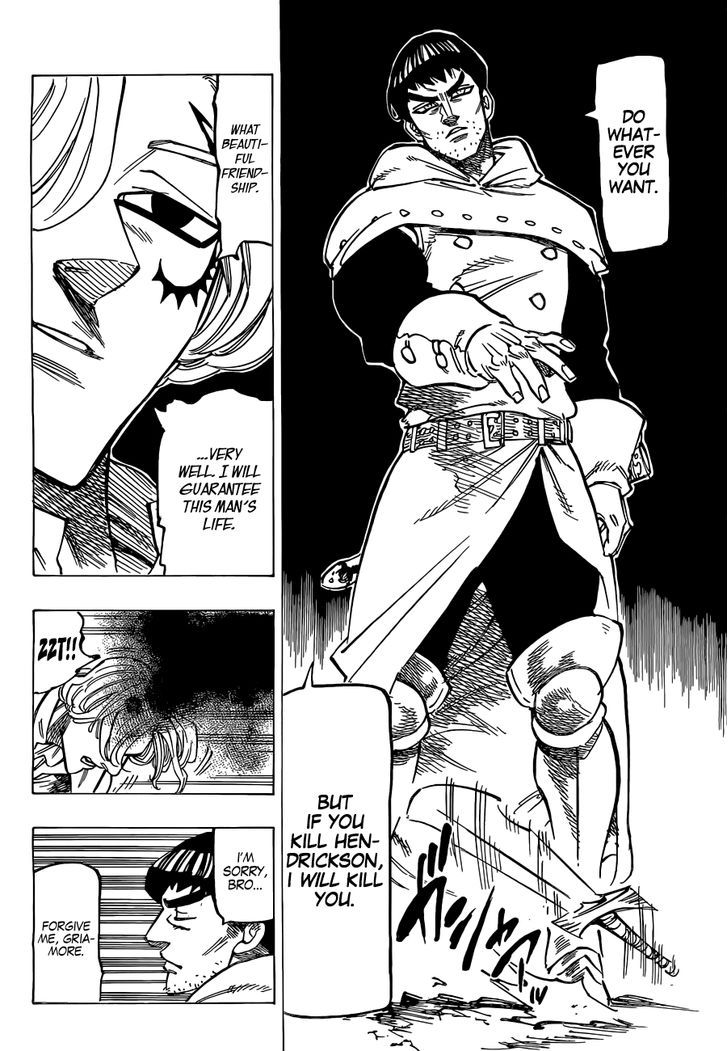 DO
WHAT-
EVER
YOU
WANT.
BUT
IF YOU
KILL HEN-
DRICKSON,
I WILL KILL
YOU.
WHAT
BEAUTI-
FUL
FRIEND-
SHIP.
...VERY
WELL. I WILL
GUARANTEE
THIS MAN'S
LIFE.
ZZT!!
I'M
SORRY,
BRO...
FORGIVE
ME, GRIA-
MORE.